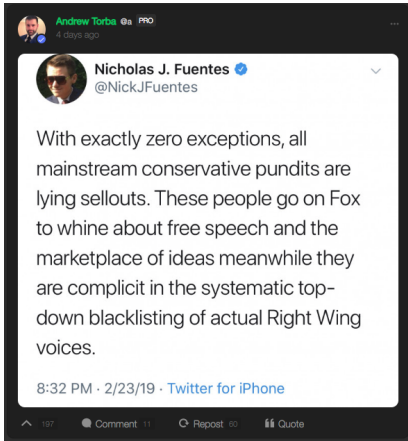 Andrew Torba @a PRO
4 days ago
Nicholas J. Fuentes
@NickJFuentes
With exactly zero exceptions, all
mainstream conservative pundits are
lying sellouts. These people go on Fox
to whine about free speech and the
marketplace of ideas meanwhile they
are complicit in the systematic top-
down blacklisting of actual Right Wing
voices.
8:32 PM · 2/23/19 · Twitter for iPhone
197 Comment 11 Repost 60 Quote